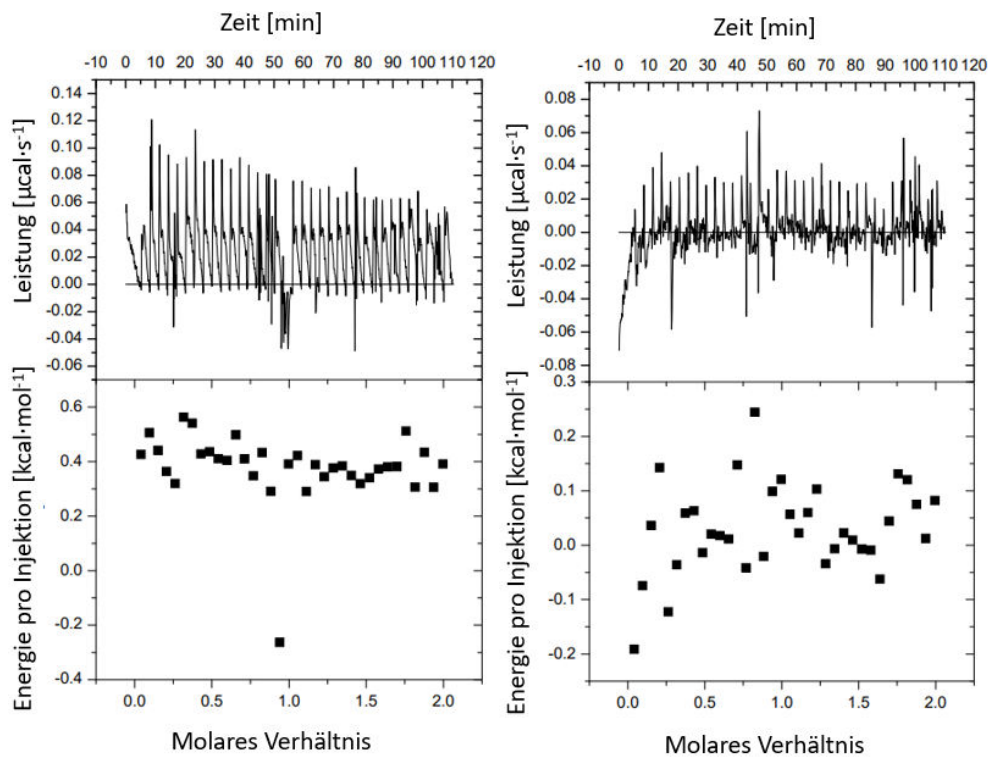 Zeit [min]
-10 0 10 20 30 40 50 60 70 80 90 100 110 120
Leistung [µcal·s⁻¹]
0.14
0.12
0.10
0.08
0.06
0.04
0.02
0.00
-0.02
-0.04
-0.06
Energie pro Injektion [kcal·mol⁻¹]
0.6
0.4
0.2
0.0
-0.2
-0.4
0.0 0.5 1.0 1.5 2.0
Molares Verhältnis
Zeit [min]
-10 0 10 20 30 40 50 60 70 80 90 100 110 120
Leistung [µcal·s⁻¹]
0.08
0.06
0.04
0.02
0.00
-0.02
-0.04
-0.06
-0.08
Energie pro Injektion [kcal·mol⁻¹]
0.3
0.2
0.1
0.0
-0.1
-0.2
0.0 0.5 1.0 1.5 2.0
Molares Verhältnis